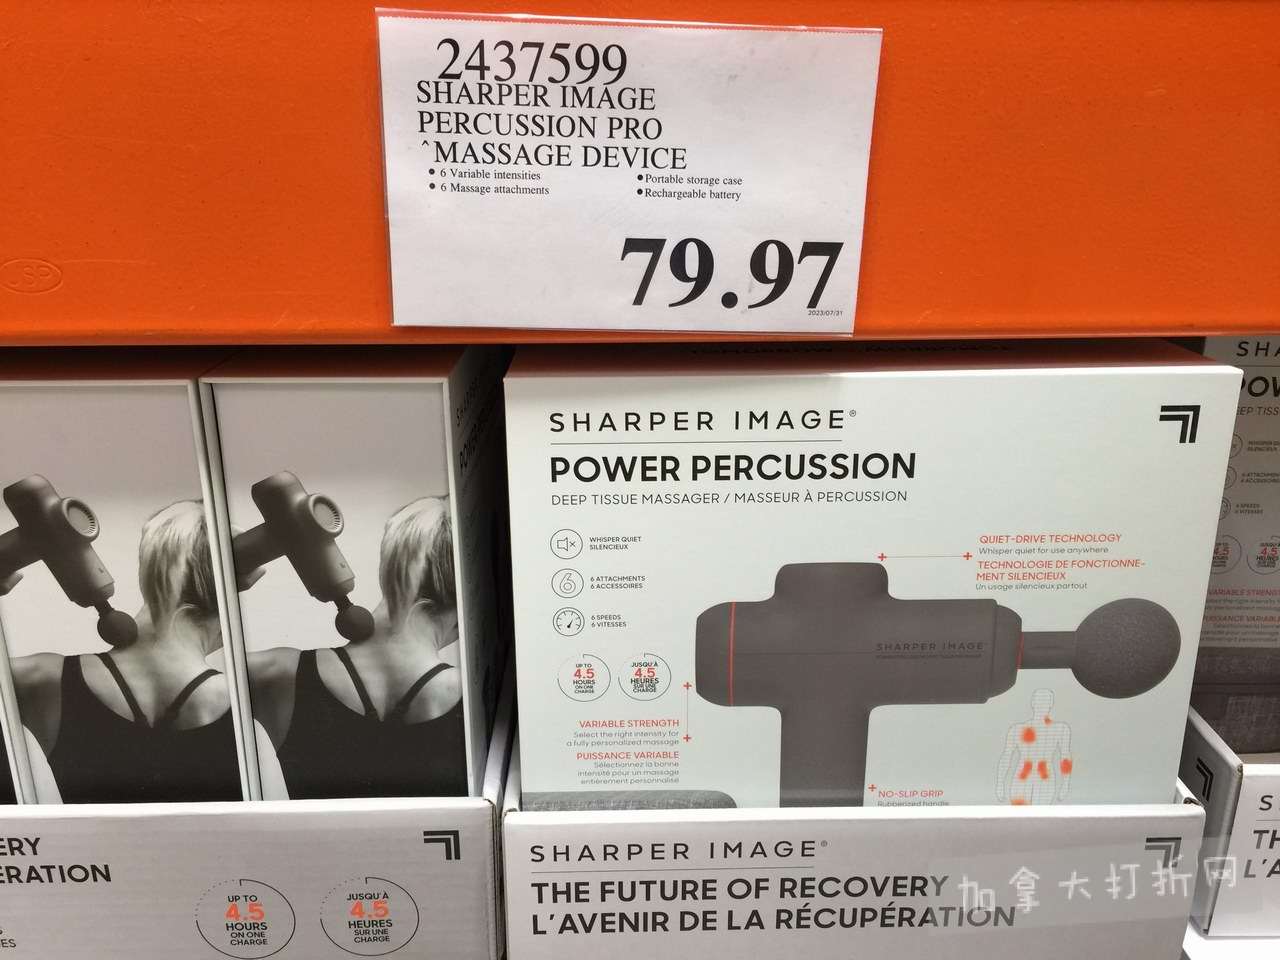 2437599
SHARPER IMAGE
PERCUSSION PRO
^MASSAGE DEVICE
• 6 Variable intensities
• 6 Massage attachments
• Portable storage case
• Rechargeable battery
79.97
2023/07/31
CSP
SHARPER IMAGE®
POWER PERCUSSION
DEEP TISSUE MASSAGER / MASSEUR À PERCUSSION
WHISPER QUIET
SILENCIEUX
6
6 ATTACHMENTS
6 ACCESSOIRES
6 SPEEDS
6 VITESSES
UP TO
4.5
HOURS
ON ONE
CHARGE
JUSQU'À
4.5
HEURES
SUR UNE
CHARGE
VARIABLE STRENGTH
Select the right intensity for
a fully personalized massage
PUISSANCE VARIABLE
Sélectionnez la bonne
intensité pour un massage
entièrement personnalisé
QUIET-DRIVE TECHNOLOGY
Whisper quiet for use anywhere
TECHNOLOGIE DE FONCTIONNE-
MENT SILENCIEUX
Un usage silencieux partout
SHARPER IMAGE
NO-SLIP GRIP
Rubberized handle
SHARPER IMAGE®
THE FUTURE OF RECOVERY
L'AVENIR DE LA RÉCUPÉRATION
ERY
ÉRATION
UP TO
4.5
HOURS
ON ONE
CHARGE
JUSQU'À
4.5
HEURES
SUR UNE
CHARGE
加拿大打折网